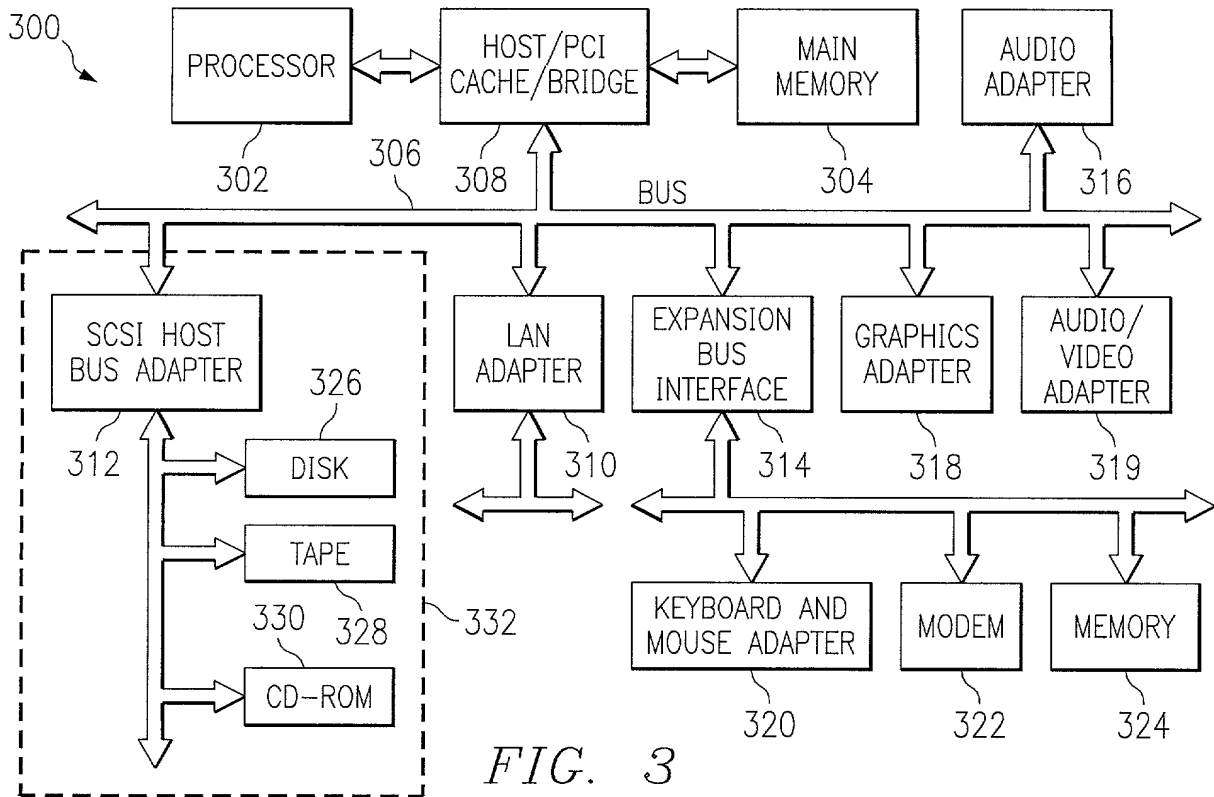 300
PROCESSOR
HOST/PCI
CACHE/BRIDGE
MAIN
MEMORY
AUDIO
ADAPTER
302
306
308
304
316
BUS
SCSI HOST
BUS ADAPTER
LAN
ADAPTER
EXPANSION
BUS
INTERFACE
GRAPHICS
ADAPTER
AUDIO/
VIDEO
ADAPTER
312
326
310
314
318
319
DISK
TAPE
328
332
330
CD-ROM
KEYBOARD AND
MOUSE ADAPTER
MODEM
MEMORY
320
322
324
FIG. 3